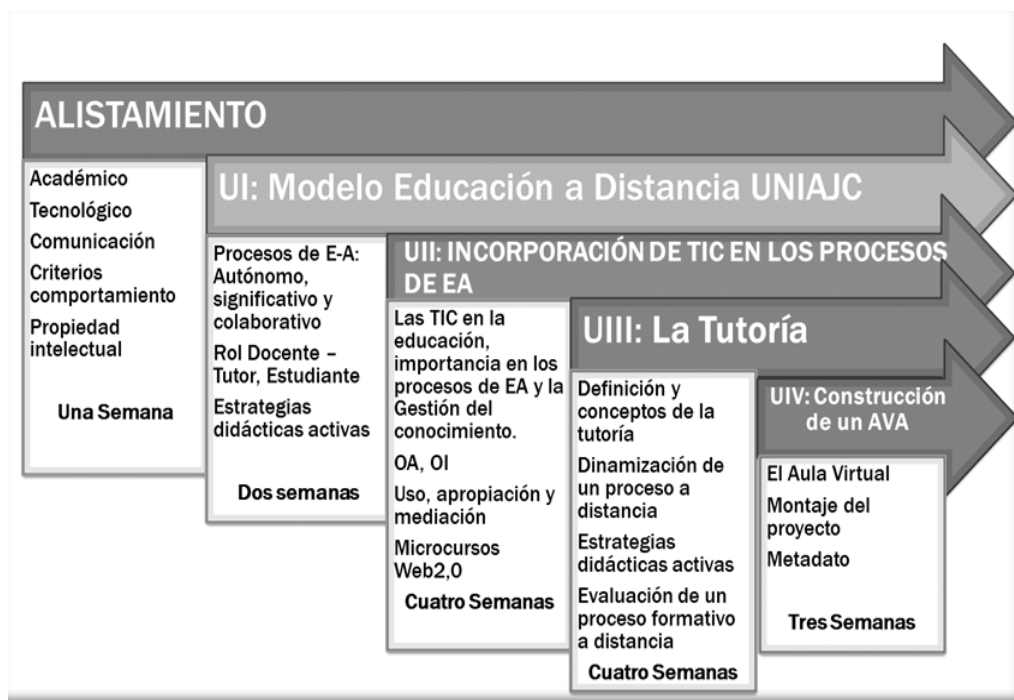 ALISTAMIENTO
Académico
Tecnológico
Comunicación
Criterios
comportamiento
Propiedad
intelectual
Una Semana
UI: Modelo Educación a Distancia UNIAJC
Procesos de E-A:
Autónomo,
significativo y
colaborativo
Rol Docente –
Tutor, Estudiante
Estrategias
didácticas activas
Dos semanas
UII: INCORPORACIÓN DE TIC EN LOS PROCESOS
DE EA
Las TIC en la
educación,
importancia en los
procesos de EA y la
Gestión del
conocimiento.
OA, OI
Uso, apropiación y
mediación
Microcursos
Web2,0
Cuatro Semanas
UIII: La Tutoría
Definición y
conceptos de la
tutoría
Dinamización de
un proceso a
distancia
Estrategias
didácticas activas
Evaluación de un
proceso formativo
a distancia
Cuatro Semanas
UIV: Construcción
de un AVA
El Aula Virtual
Montaje del
proyecto
Metadato
Tres Semanas